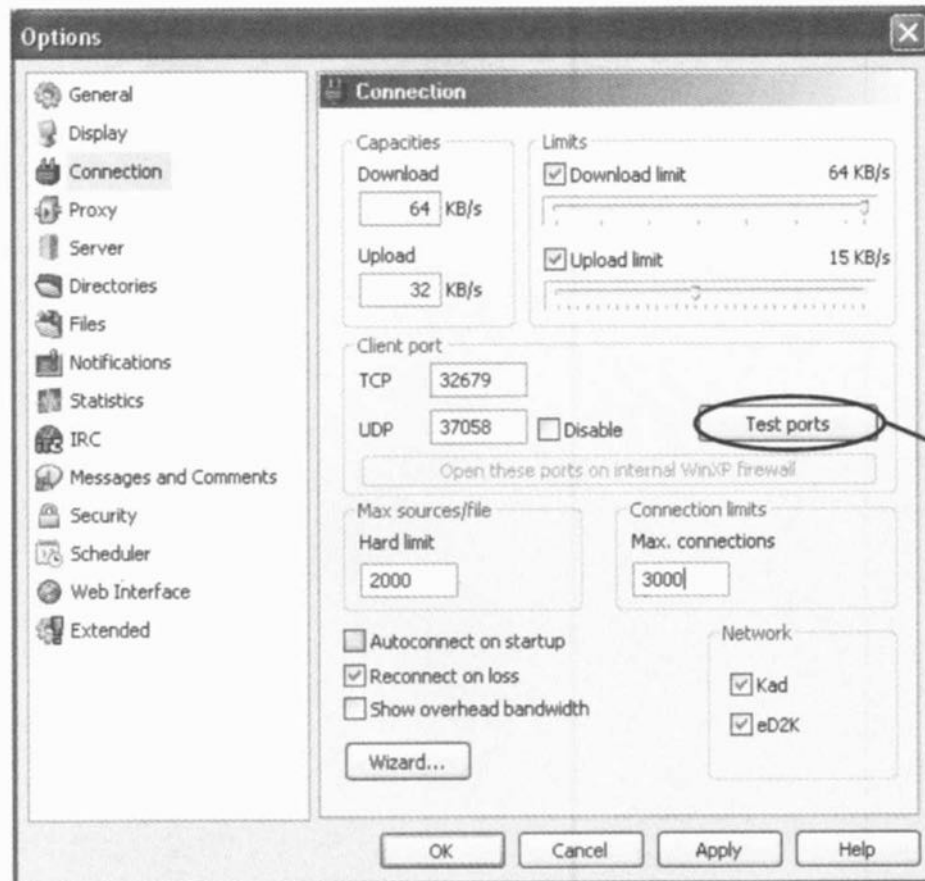 Options
General
Display
Connection
Proxy
Server
Directories
Files
Notifications
Statistics
IRC
Messages and Comments
Security
Scheduler
Web Interface
Extended
Connection
Capacities
Download
64 KB/s
Upload
32 KB/s
Limits
Download limit 64 KB/s
Upload limit 15 KB/s
Client port
TCP 32679
UDP 37058 Disable Test ports
Open these ports on internal WinXP firewall
Max sources/file
Hard limit
2000
Connection limits
Max. connections
3000
Autoconnect on startup
Reconnect on loss
Show overhead bandwidth
Wizard...
Network
Kad
eD2K
OK Cancel Apply Help